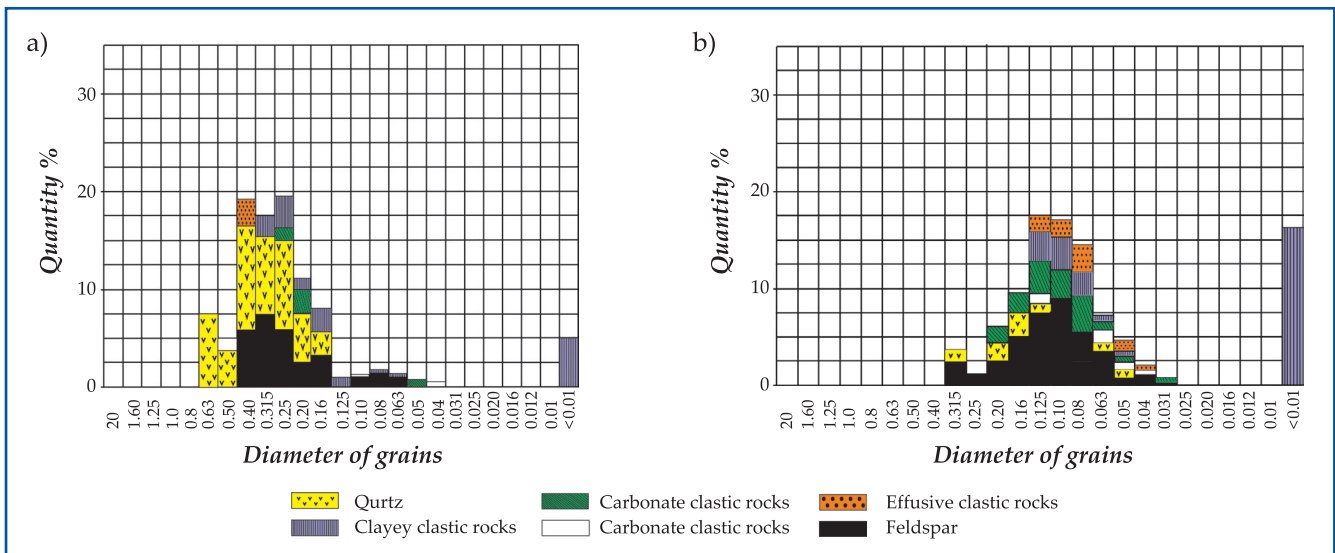 a)
Quantity %
30
20
10
0
20 1.60 1.25 1.0 0.8 0.63 0.50 0.40 0.315 0.25 0.20 0.16 0.125 0.10 0.08 0.063 0.05 0.04 0.031 0.025 0.020 0.016 0.012 0.01 <0.01
Diameter of grains
b)
Quantity %
30
20
10
0
20 1.60 1.25 1.0 0.8 0.63 0.50 0.40 0.315 0.25 0.20 0.16 0.125 0.10 0.08 0.063 0.05 0.04 0.031 0.025 0.020 0.016 0.012 0.01 <0.01
Diameter of grains
Qurtz
Carbonate clastic rocks
Effusive clastic rocks
Clayey clastic rocks
Carbonate clastic rocks
Feldspar